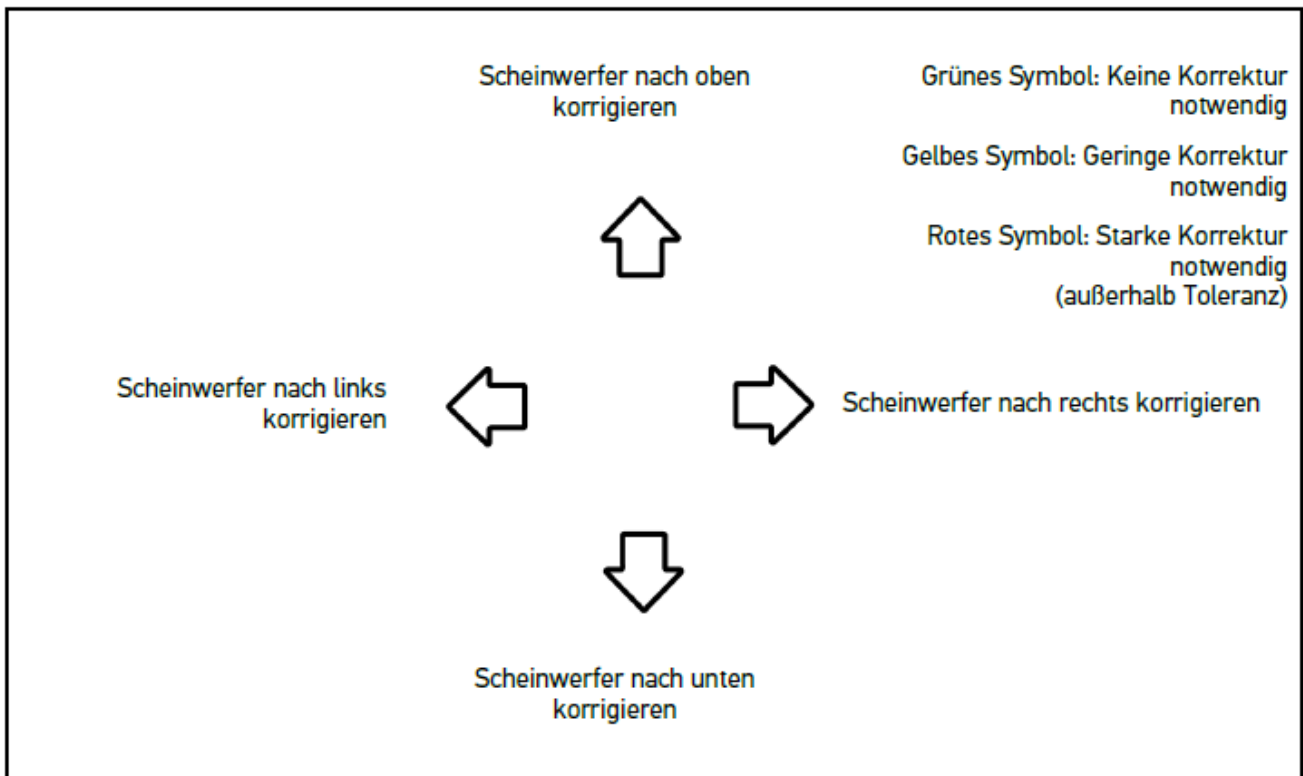 Scheinwerfer nach oben
korrigieren
Grünes Symbol: Keine Korrektur
notwendig
Gelbes Symbol: Geringe Korrektur
notwendig
Rotes Symbol: Starke Korrektur
notwendig
(außerhalb Toleranz)
Scheinwerfer nach links
korrigieren
Scheinwerfer nach rechts korrigieren
Scheinwerfer nach unten
korrigieren